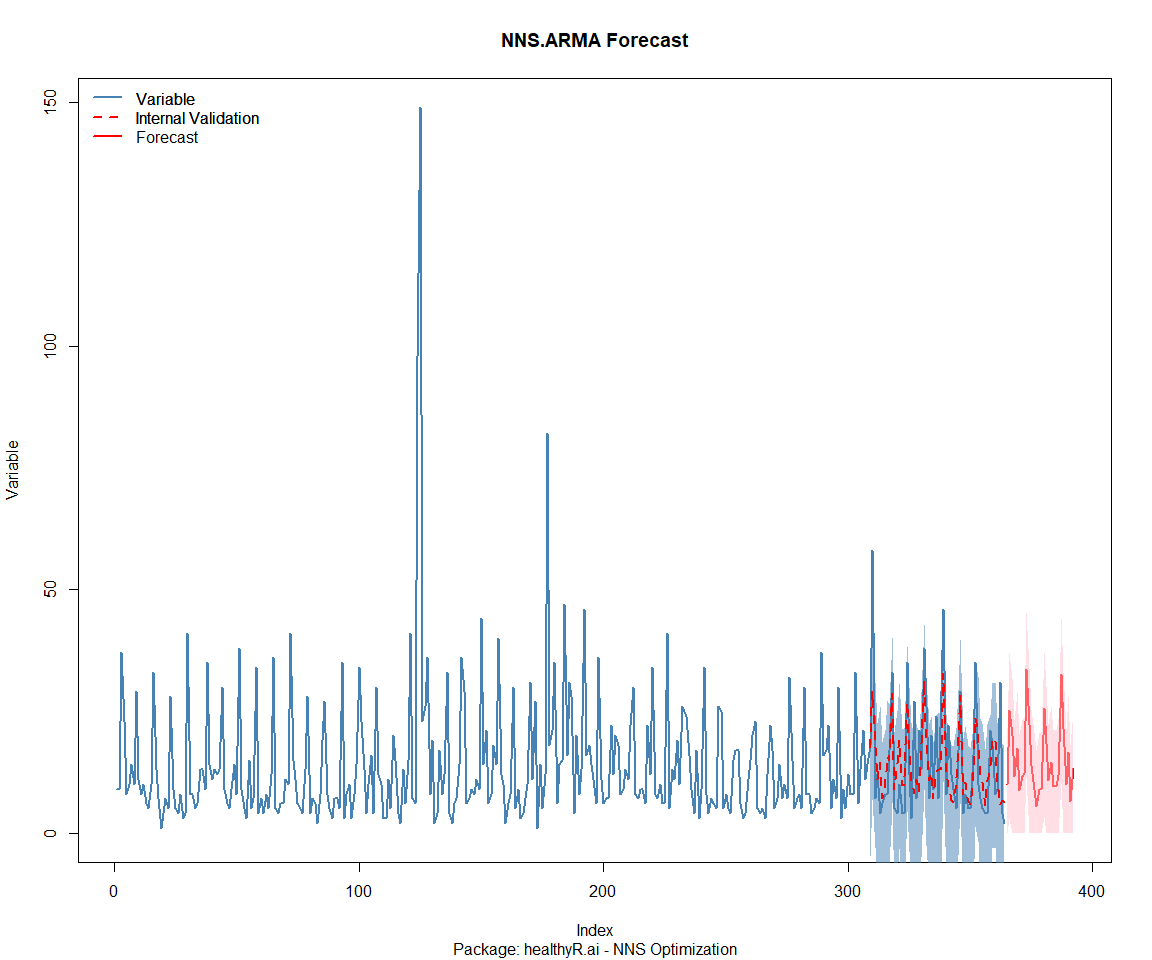 NNS.ARMA Forecast
Variable
Internal Validation
Forecast
150
100
50
0
Variable
0
100
200
300
400
Index
Package: healthyR.ai - NNS Optimization